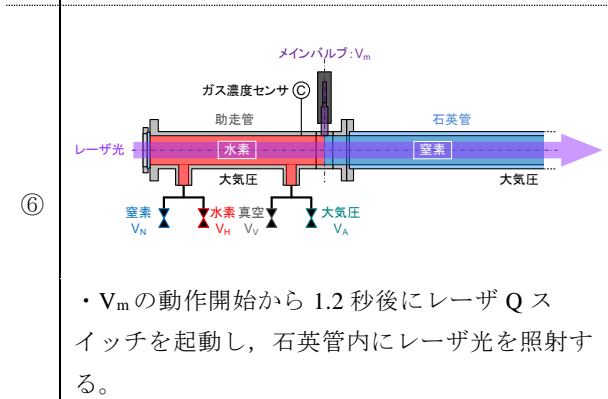 メインバルブ:Vm
ガス濃度センサ Ⓒ
助走管
石英管
レーザ光
水素
窒素
大気圧
大気圧
⑥
窒素 水素 真空 大気圧
VN VH VV VA
・Vmの動作開始から 1.2 秒後にレーザ Q ス
イッチを起動し，石英管内にレーザ光を照射す
る。